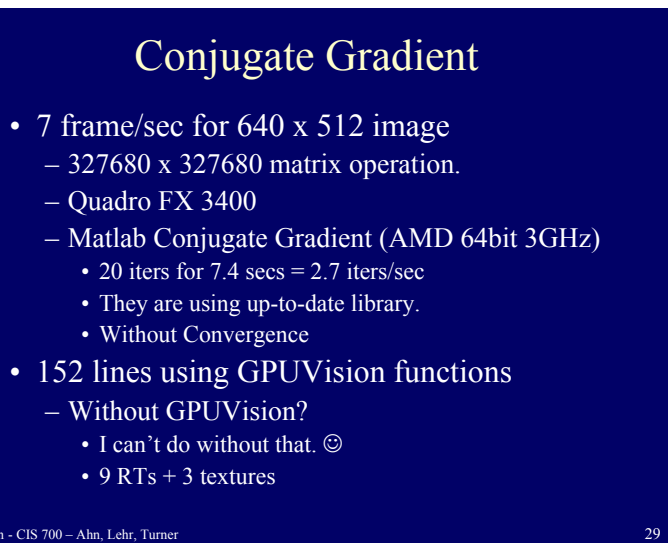 Conjugate Gradient
• 7 frame/sec for 640 x 512 image
– 327680 x 327680 matrix operation.
– Quadro FX 3400
– Matlab Conjugate Gradient (AMD 64bit 3GHz)
• 20 iters for 7.4 secs = 2.7 iters/sec
• They are using up-to-date library.
• Without Convergence
• 152 lines using GPUVision functions
– Without GPUVision?
• I can't do without that. ☺
• 9 RTs + 3 textures
- CIS 700 – Ahn, Lehr, Turner 29